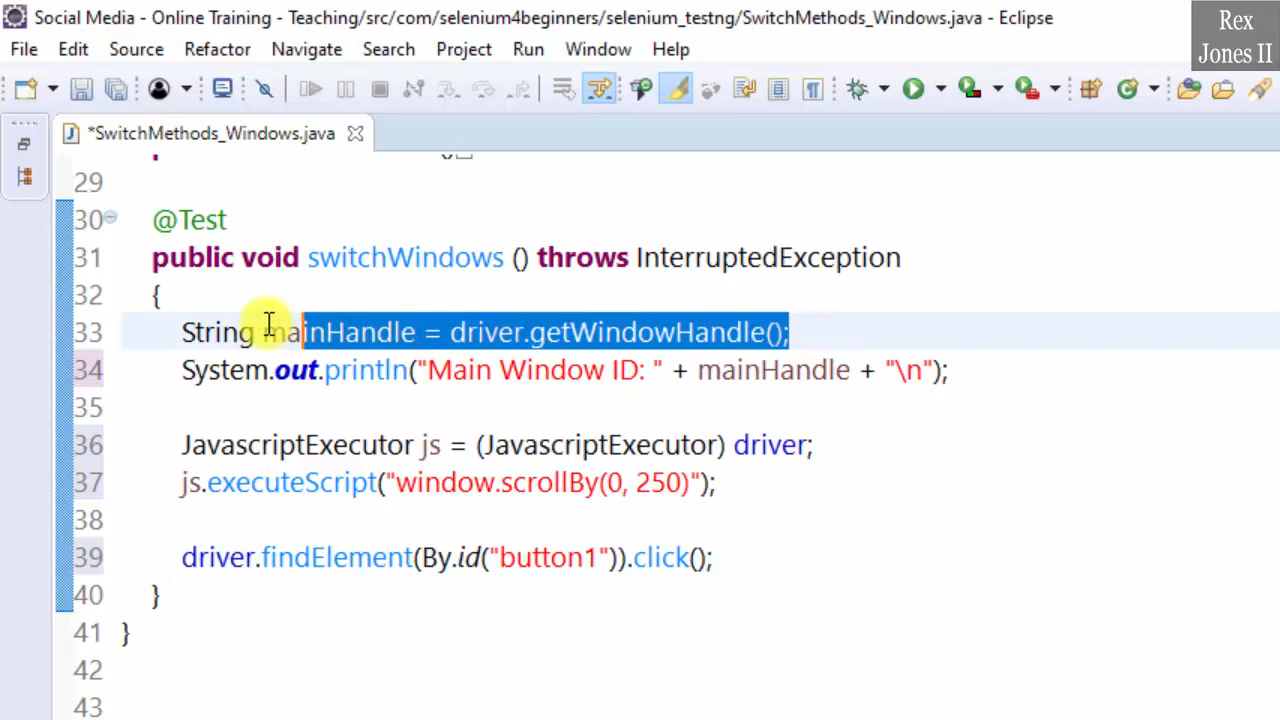 Social Media - Online Training - Teaching/src/com/selenium4beginners/selenium_testng/SwitchMethods_Windows.java - Eclipse
Rex
Jones II
File Edit Source Refactor Navigate Search Project Run Window Help
*SwitchMethods_Windows.java
29
30 @Test
31 public void switchWindows () throws InterruptedException
32 {
33 String mainHandle = driver.getWindowHandle();
34 System.out.println("Main Window ID: " + mainHandle + "\n");
35
36 JavascriptExecutor js = (JavascriptExecutor) driver;
37 js.executeScript("window.scrollBy(0, 250)");
38
39 driver.findElement(By.id("button1")).click();
40 }
41 }
42
43